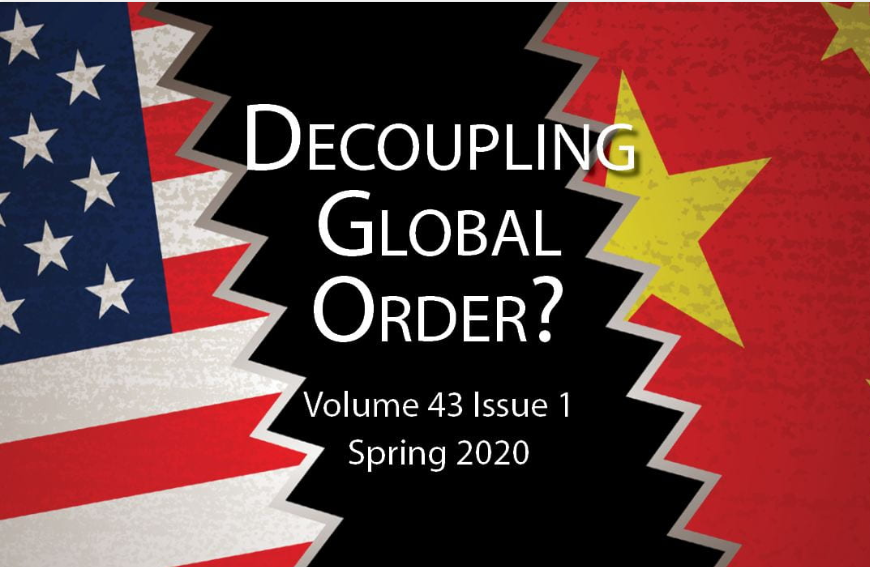 DECOUPLING
GLOBAL
ORDER?
Volume 43 Issue 1
Spring 2020